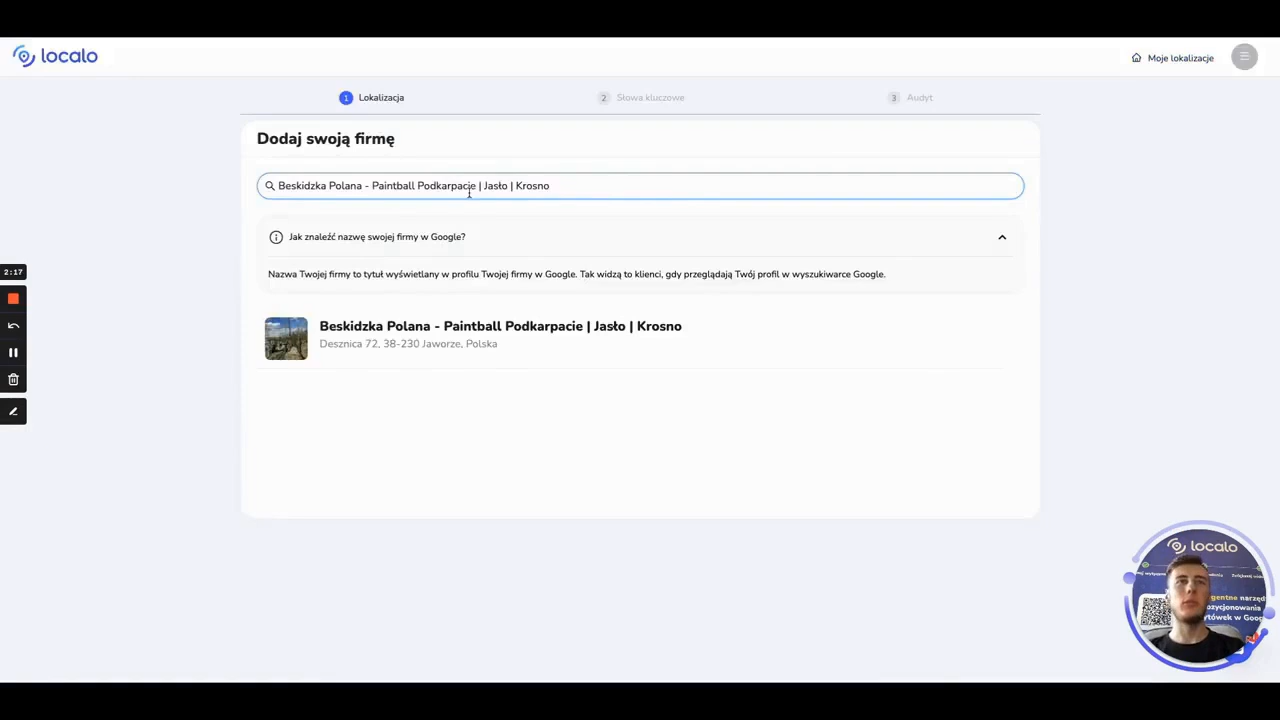 localo
Moje lokalizacje
1 Lokalizacja
2 Słowa kluczowe
3 Audyt
Dodaj swoją firmę
Beskidzka Polana - Paintball Podkarpacie | Jasło | Krosno
Jak znaleźć nazwę swojej firmy w Google?
Nazwa Twojej firmy to tytuł wyświetlany w profilu Twojej firmy w Google. Tak widzą to klienci, gdy przeglądają Twój profil w wyszukiwarce Google.
2:17
Beskidzka Polana - Paintball Podkarpacie | Jasło | Krosno
Desznica 72, 38-230 Jaworze, Polska
localo